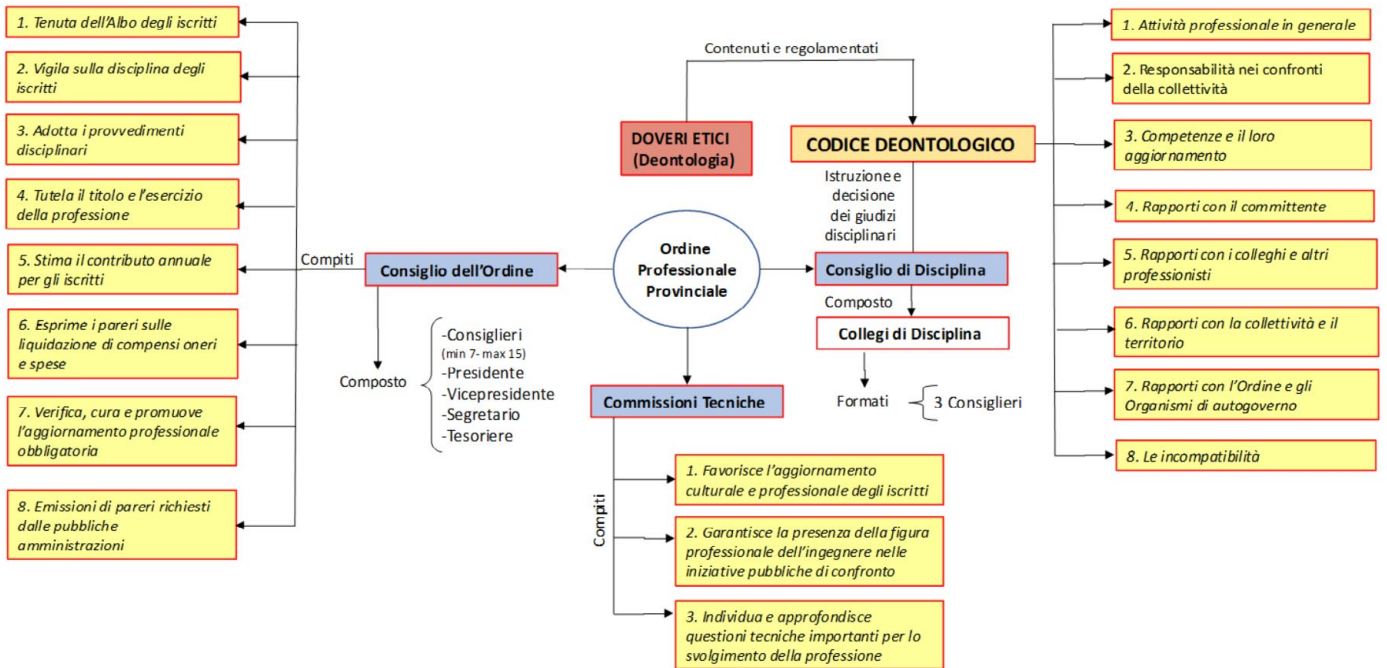 1. Tenuta dell'Albo degli iscritti
2. Vigila sulla disciplina degli
iscritti
3. Adotta i provvedimenti
disciplinari
4. Tutela il titolo e l'esercizio
della professione
5. Stima il contributo annuale
per gli iscritti
6. Esprime i pareri sulle
liquidazione di compensi oneri
e spese
7. Verifica, cura e promuove
l'aggiornamento professionale
obbligatoria
8. Emissioni di pareri richiesti
dalle pubbliche
amministrazioni
Compiti
Consiglio dell'Ordine
Composto
-Consiglieri
(min 7- max 15)
-Presidente
-Vicepresidente
-Segretario
-Tesoriere
Contenuti e regolamentati
DOVERI ETICI
(Deontologia)
CODICE DEONTOLOGICO
Istruzione e
decisione
dei giudizi
disciplinari
Ordine
Professionale
Provinciale
Consiglio di Disciplina
Composto
Collegi di Disciplina
Formati
3 Consiglieri
Commissioni Tecniche
Compiti
1. Favorisce l'aggiornamento
culturale e professionale degli iscritti
2. Garantisce la presenza della figura
professionale dell'ingegnere nelle
iniziative pubbliche di confronto
3. Individua e approfondisce
questioni tecniche importanti per lo
svolgimento della professione
1. Attività professionale in generale
2. Responsabilità nei confronti
della collettività
3. Competenze e il loro
aggiornamento
4. Rapporti con il committente
5. Rapporti con i colleghi e altri
professionisti
6. Rapporti con la collettività e il
territorio
7. Rapporti con l'Ordine e gli
Organismi di autogoverno
8. Le incompatibilità